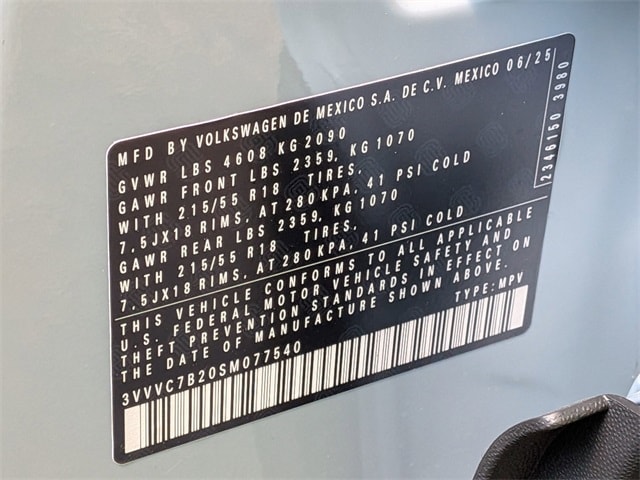 MFD BY VOLKSWAGEN DE MEXICO S.A. DE C.V. MEXICO 06/25
GVWR LBS 4608 KG 2090
GAWR FRONT LBS 2359, KG 1070
WITH 215/55 R18 TIRES,
7,5JX18 RIMS, AT 280 KPA, 41 PSI COLD
GAWR REAR LBS 2359, KG 1070
WITH 215/55 R18 TIRES,
7,5JX18 RIMS, AT 280 KPA, 41 PSI COLD
THIS VEHICLE CONFORMS TO ALL APPLICABLE
U.S. FEDERAL MOTOR VEHICLE SAFETY AND
THEFT PREVENTION STANDARDS IN EFFECT ON
THE DATE OF MANUFACTURE SHOWN ABOVE.
TYPE: MPV
3VVVC7B20SM077540
2346150 3980